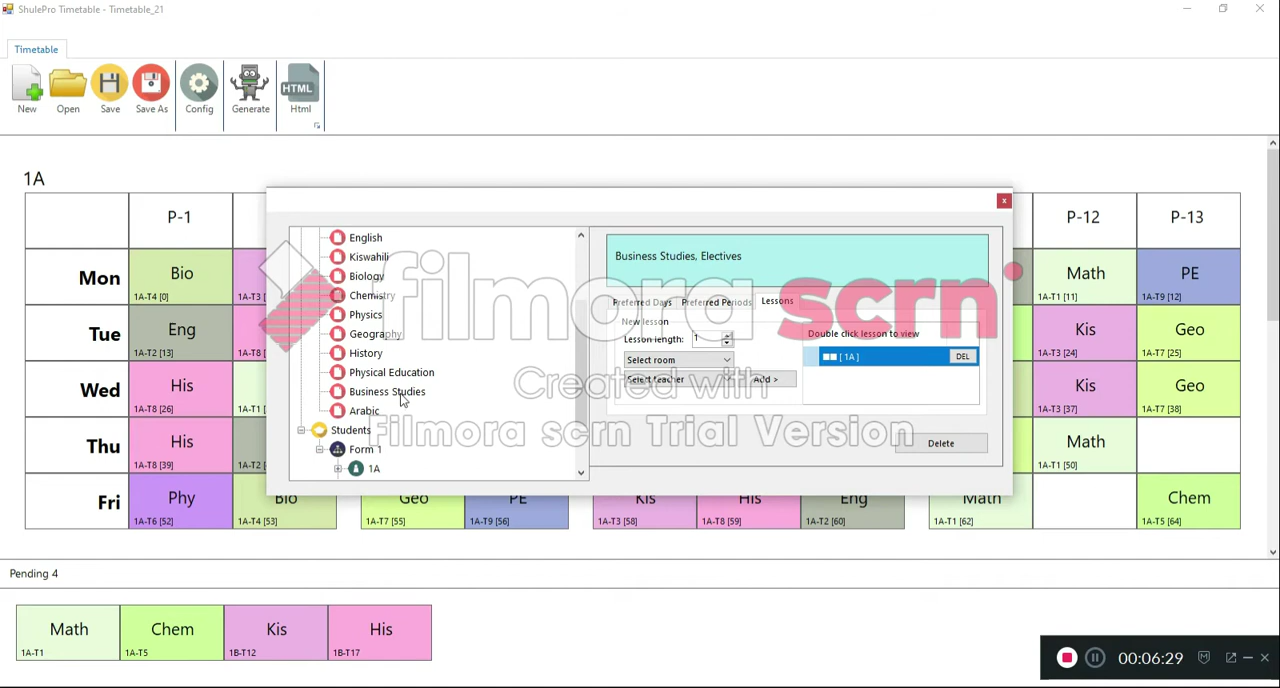 ShulePro Timetable - Timetable_21
Timetable
New Open Save Save As Config Generate HTML Html
1A
P-1 P-12 P-13
Mon Bio 1A-T4 [0] 1A-T3 [ Math 1A-T1 [11] PE 1A-T9 [12]
Tue Eng 1A-T2 [13] 1A-T8 [ Kis 1A-T3 [24] Geo 1A-T7 [25]
Wed His 1A-T8 [26] 1A-T1 [ Kis 1A-T3 [37] Geo 1A-T7 [38]
Thu His 1A-T8 [39] 1A-T2 [ Math 1A-T1 [50]
Fri Phy 1A-T6 [52] Bio 1A-T4 [53] Geo 1A-T7 [55] PE 1A-T9 [56] Kis 1A-T3 [58] His 1A-T8 [59] Eng 1A-T2 [60] Math 1A-T1 [62] Chem 1A-T5 [64]
English
Kiswahili
Biology
Chemistry
Physics
Geography
History
Physical Education
Business Studies
Arabic
Students
Form 1
1A
x
Business Studies, Electives
Preferred Days Preferred Periods Lessons
New lesson
Lesson length: 1
Select room
Select teacher Add >
Double click lesson to view
[ 1A ] DEL
Delete
filmora scrn
Created with
Filmora scrn Trial Version
Pending 4
Math Chem Kis His
1A-T1 1A-T5 1B-T12 1B-T17
00:06:29